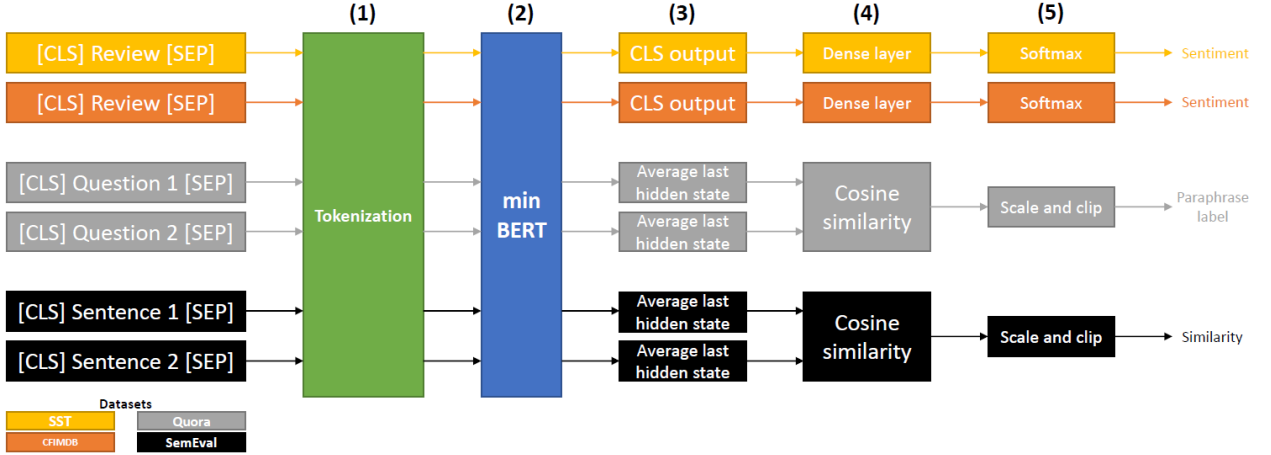 (1) (2) (3) (4) (5)
[CLS] Review [SEP] CLS output Dense layer Softmax Sentiment
[CLS] Review [SEP] CLS output Dense layer Softmax Sentiment
[CLS] Question 1 [SEP]
Average last
hidden state
[CLS] Question 2 [SEP]
Average last
hidden state
Tokenization
min
BERT
Cosine
similarity
Scale and clip
Paraphrase
label
[CLS] Sentence 1 [SEP]
Average last
hidden state
[CLS] Sentence 2 [SEP]
Average last
hidden state
Cosine
similarity
Scale and clip
Similarity
Datasets
SST Quora
CFIMDB SemEval